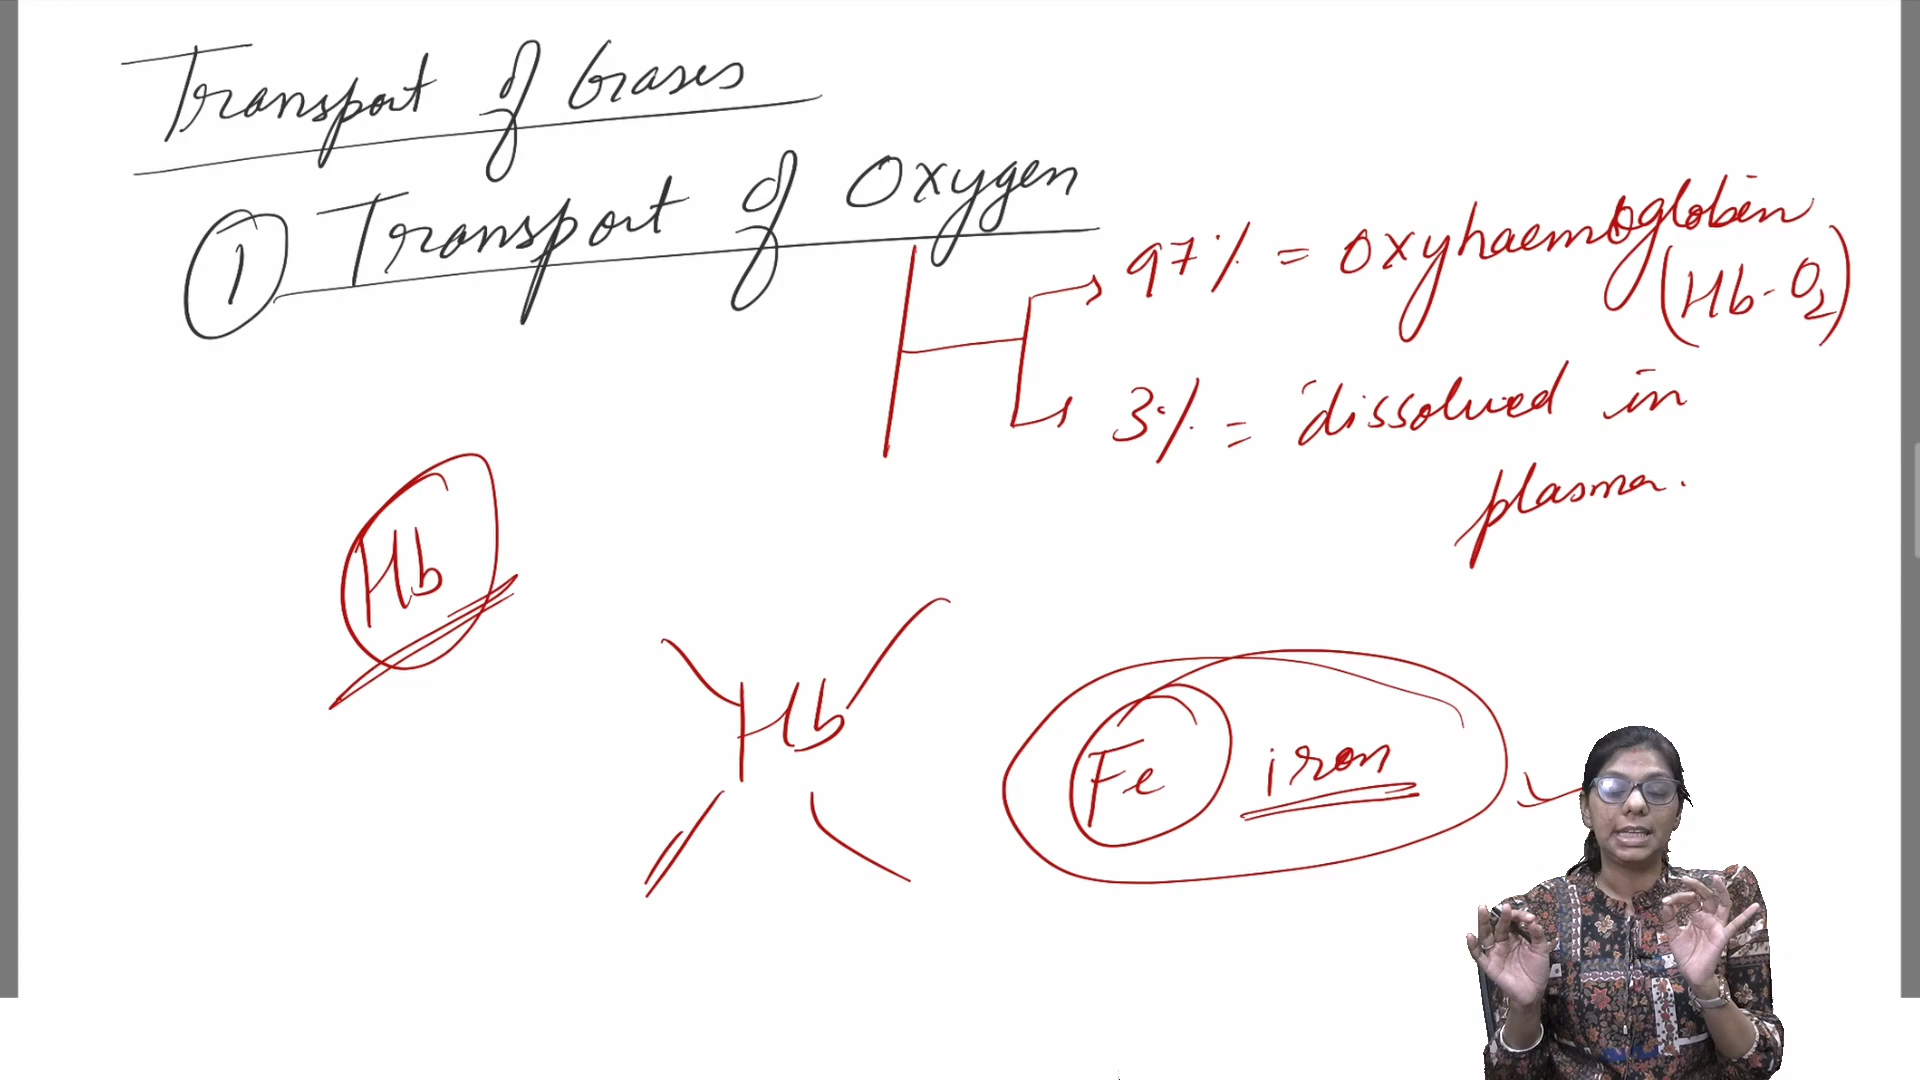 Transport of Gases
① Transport of Oxygen
97% = Oxyhaemoglobin
(Hb-O₂)
3% = dissolved in
plasma.
Hb
Hb
Fe iron